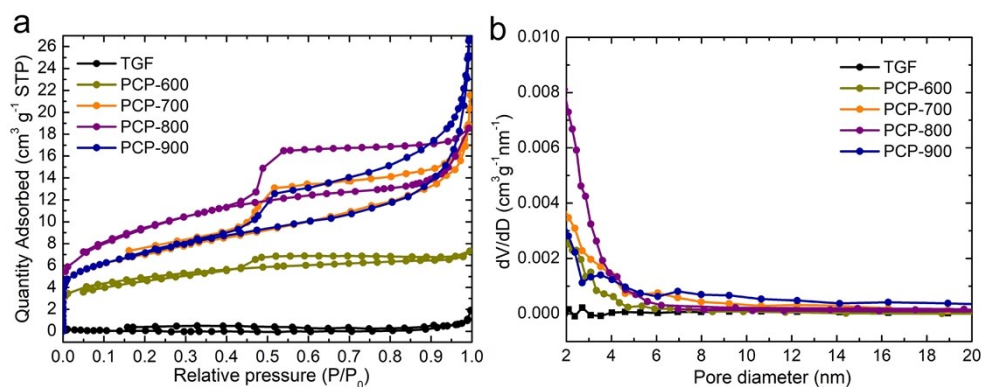 a
Quantity Adsorbed (cm³ g⁻¹ STP)
26
24
22
20
18
16
14
12
10
8
6
4
2
0
TGF
PCP-600
PCP-700
PCP-800
PCP-900
0.0 0.1 0.2 0.3 0.4 0.5 0.6 0.7 0.8 0.9 1.0
Relative pressure (P/P₀)
b
dV/dD (cm³g⁻¹nm⁻¹)
0.010
0.008
0.006
0.004
0.002
0.000
TGF
PCP-600
PCP-700
PCP-800
PCP-900
2 4 6 8 10 12 14 16 18 20
Pore diameter (nm)